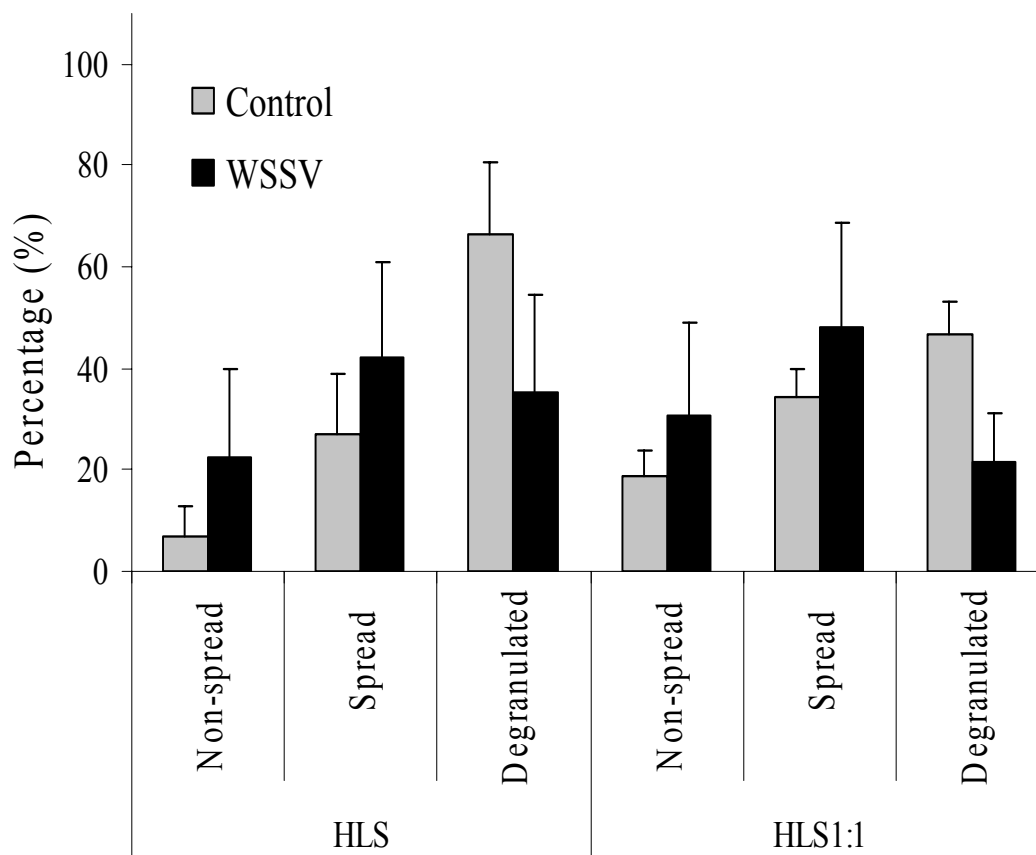 Percentage (%)
100
80
60
40
20
0
Control
WSSV
Non-spread
Spread
Degranulated
Non-spread
Spread
Degranulated
HLS
HLS1:1